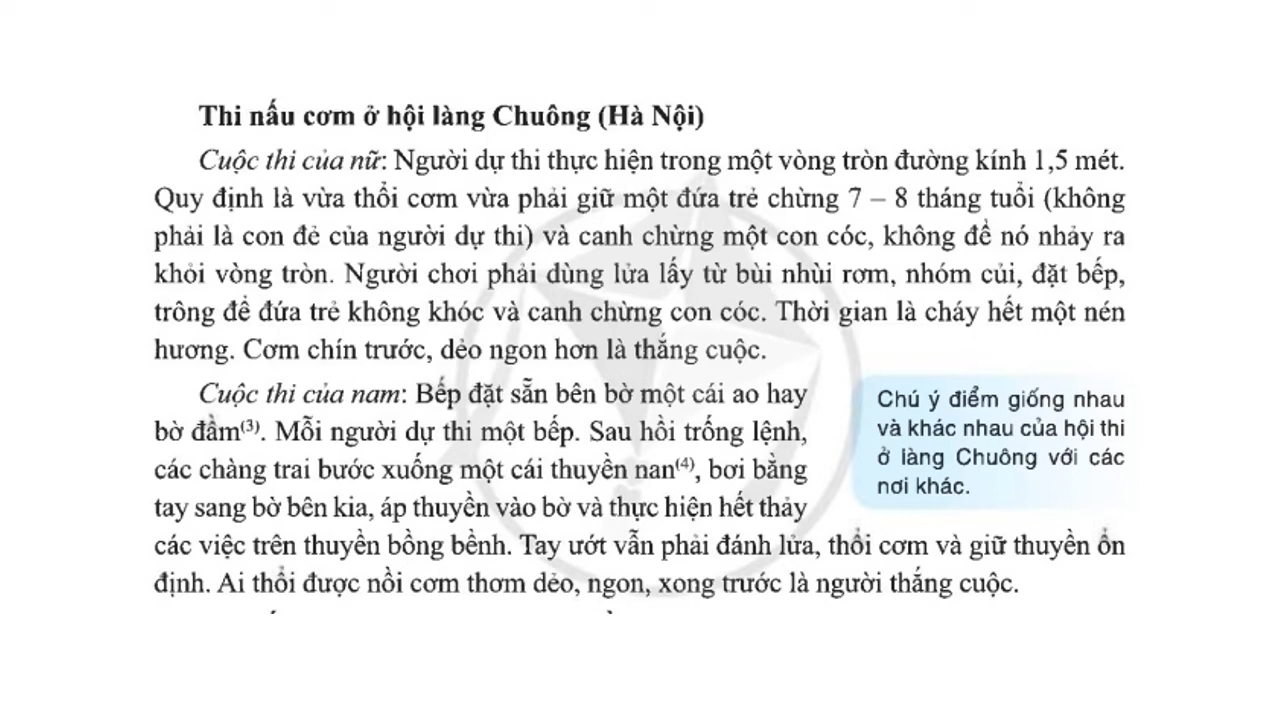 Thi nấu cơm ở hội làng Chuông (Hà Nội)
Cuộc thi của nữ: Người dự thi thực hiện trong một vòng tròn đường kính 1,5 mét.
Quy định là vừa thổi cơm vừa phải giữ một đứa trẻ chừng 7 – 8 tháng tuổi (không
phải là con đẻ của người dự thi) và canh chừng một con cóc, không để nó nhảy ra
khỏi vòng tròn. Người chơi phải dùng lửa lấy từ bùi nhùi rơm, nhóm củi, đặt bếp,
trông để đứa trẻ không khóc và canh chừng con cóc. Thời gian là cháy hết một nén
hương. Cơm chín trước, dẻo ngon hơn là thắng cuộc.
Cuộc thi của nam: Bếp đặt sẵn bên bờ một cái ao hay
bờ đầm(3). Mỗi người dự thi một bếp. Sau hồi trống lệnh,
các chàng trai bước xuống một cái thuyền nan(4), bơi bằng
tay sang bờ bên kia, áp thuyền vào bờ và thực hiện hết thảy
các việc trên thuyền bồng bềnh. Tay ướt vẫn phải đánh lửa, thổi cơm và giữ thuyền ổn
định. Ai thổi được nồi cơm thơm dẻo, ngon, xong trước là người thắng cuộc.
Chú ý điểm giống nhau
và khác nhau của hội thi
ở làng Chuông với các
nơi khác.